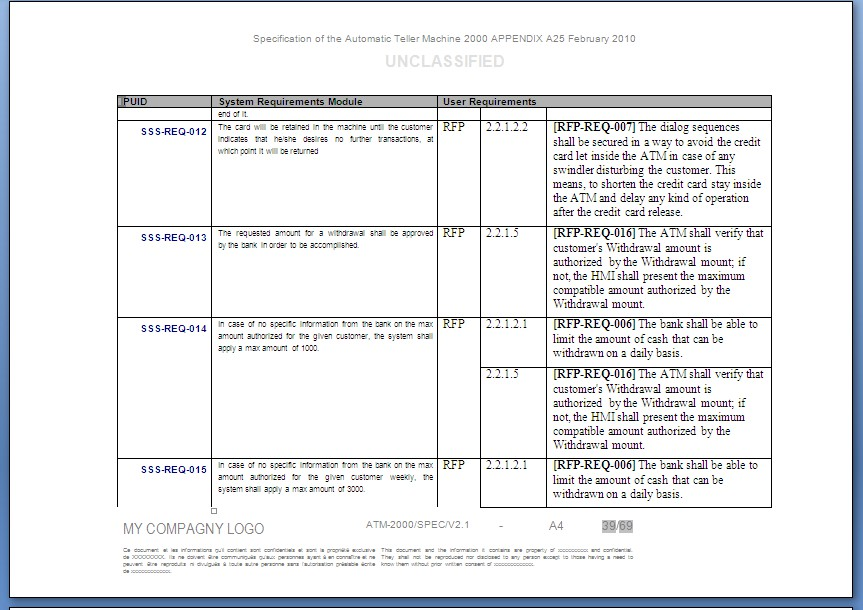 Specification of the Automatic Teller Machine 2000 APPENDIX A25 February 2010
UNCLASSIFIED
PUID System Requirements Module User Requirements
end of it.
SSS-REQ-012
The card will be retained in the machine until the customer
indicates that he/she desires no further transactions, at
which point it will be returned
RFP
2.2.1.2.2
[RFP-REQ-007] The dialog sequences
shall be secured in a way to avoid the credit
card let inside the ATM in case of any
swindler disturbing the customer. This
means, to shorten the credit card stay inside
the ATM and delay any kind of operation
after the credit card release.
SSS-REQ-013
The requested amount for a withdrawal shall be approved
by the bank in order to be accomplished.
RFP
2.2.1.5
[RFP-REQ-016] The ATM shall verify that
customer's Withdrawal amount is
authorized by the Withdrawal mount; if
not, the HMI shall present the maximum
compatible amount authorized by the
Withdrawal mount.
SSS-REQ-014
In case of no specific information from the bank on the max
amount authorized for the given customer, the system shall
apply a max amount of 1000.
RFP
2.2.1.2.1
[RFP-REQ-006] The bank shall be able to
limit the amount of cash that can be
withdrawn on a daily basis.
2.2.1.5
[RFP-REQ-016] The ATM shall verify that
customer's Withdrawal amount is
authorized by the Withdrawal mount; if
not, the HMI shall present the maximum
compatible amount authorized by the
Withdrawal mount.
SSS-REQ-015
In case of no specific information from the bank on the max
amount authorized for the given customer weekly, the
system shall apply a max amount of 3000.
RFP
2.2.1.2.1
[RFP-REQ-006] The bank shall be able to
limit the amount of cash that can be
withdrawn on a daily basis.
MY COMPAGNY LOGO
ATM-2000/SPEC/V2.1 - A4 39/69
Ce document et les informations qu'il contient sont confidentiels et sont la propriété exclusive
de XXXXXXXX. Ils ne doivent être communiqués qu'aux personnes ayant à en connaître et ne
peuvent être reproduits ni divulgués à toute autre personne sans l'autorisation préalable écrite
de
This document and the information it contains are property of and confidential.
They shall not be reproduced nor disclosed to any person except to those having a need to
know them without prior written consent of